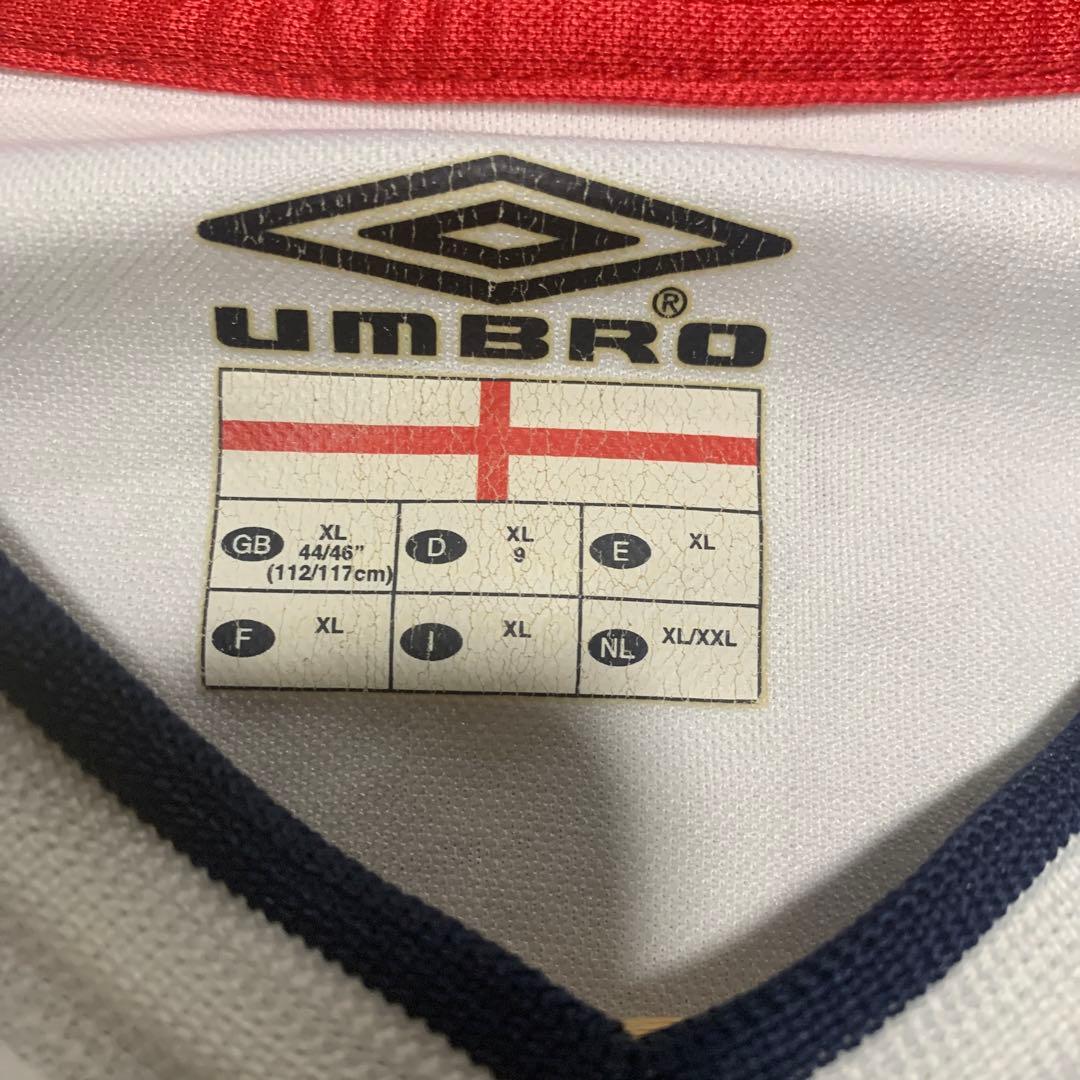 UMBRO®
GB XL
44/46"
(112/117cm)
D XL
9
E XL
F XL
I XL
NL XL/XXL